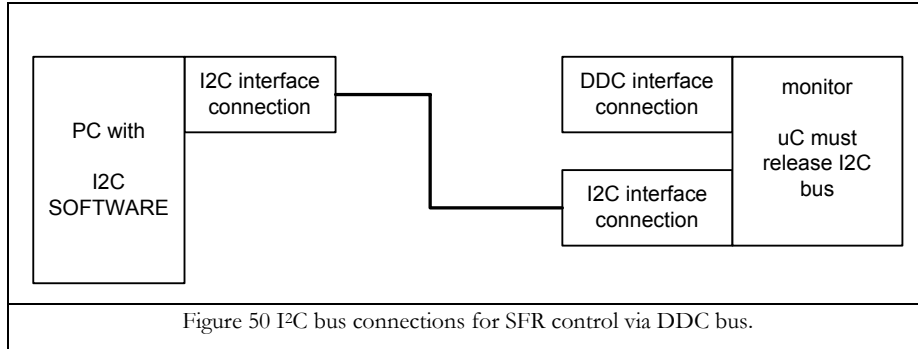 PC with
I2C
SOFTWARE
I2C interface
connection
DDC interface
connection
I2C interface
connection
monitor
uC must
release I2C
bus
Figure 50 I²C bus connections for SFR control via DDC bus.